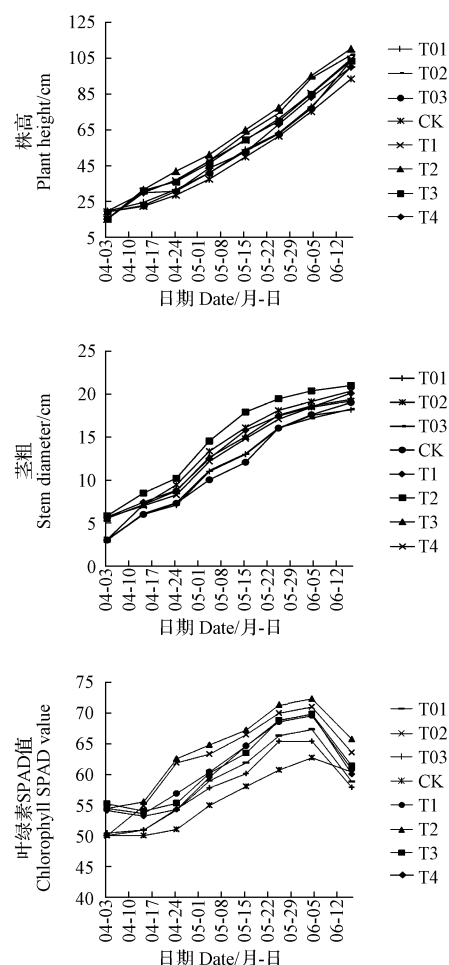 125
105
85
65
45
25
5
株高
Plant height/cm
04-03
04-10
04-17
04-24
05-01
05-08
05-15
05-22
05-29
06-05
06-12
日期 Date/月-日
T01
T02
T03
CK
T1
T2
T3
T4
25
20
15
10
5
0
茎粗
Stem diameter/cm
04-03
04-10
04-17
04-24
05-01
05-08
05-15
05-22
05-29
06-05
06-12
日期 Date/月-日
T01
T02
T03
CK
T1
T2
T3
T4
75
70
65
60
55
50
45
40
叶绿素SPAD值
Chlorophyll SPAD value
04-03
04-10
04-17
04-24
05-01
05-08
05-15
05-22
05-29
06-05
06-12
日期 Date/月-日
T01
T02
T03
CK
T1
T2
T3
T4